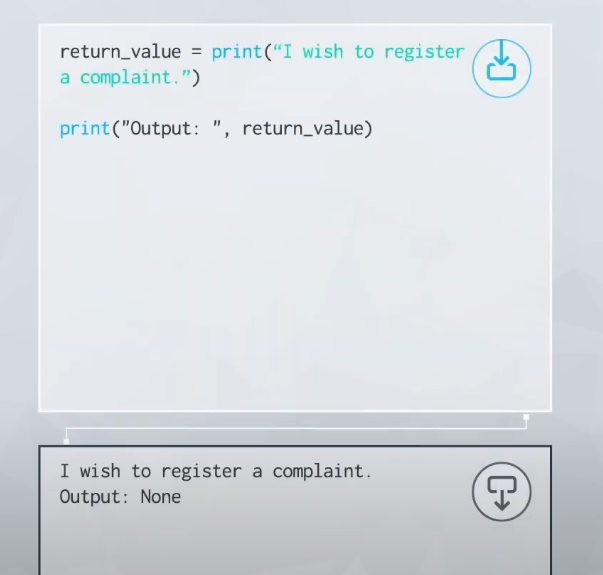 return_value = print(“I wish to register
a complaint.”)
print("Output: ", return_value)
I wish to register a complaint.
Output: None